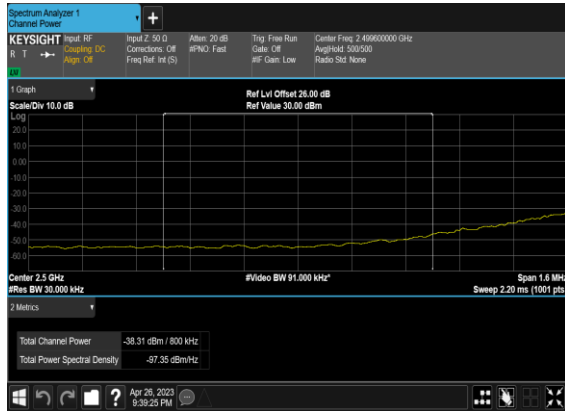 Spectrum Analyzer 1
Channel Power
KEYSIGHT Input: RF Input Z: 50 Ω Atten: 20 dB Trig: Free Run Center Freq: 2.499600000 GHz
R T Coupling: DC Corrections: Off #PNO: Fast Gate: Off Avg|Hold: 500/500
Align: Off Freq Ref: Int (S) #IF Gain: Low Radio Std: None
LNI
1 Graph
Ref Lvl Offset 26.00 dB
Scale/Div 10.0 dB Ref Value 30.00 dBm
Log
20.0
10.0
0.00
-10.0
-20.0
-30.0
-40.0
-50.0
-60.0
Center 2.5 GHz #Video BW 91.000 kHz* Span 1.6 MHz
#Res BW 30.000 kHz Sweep 2.20 ms (1001 pts
2 Metrics
Total Channel Power -38.31 dBm / 800 kHz
Total Power Spectral Density -97.35 dBm/Hz
?
Apr 26, 2023
9:39:25 PM